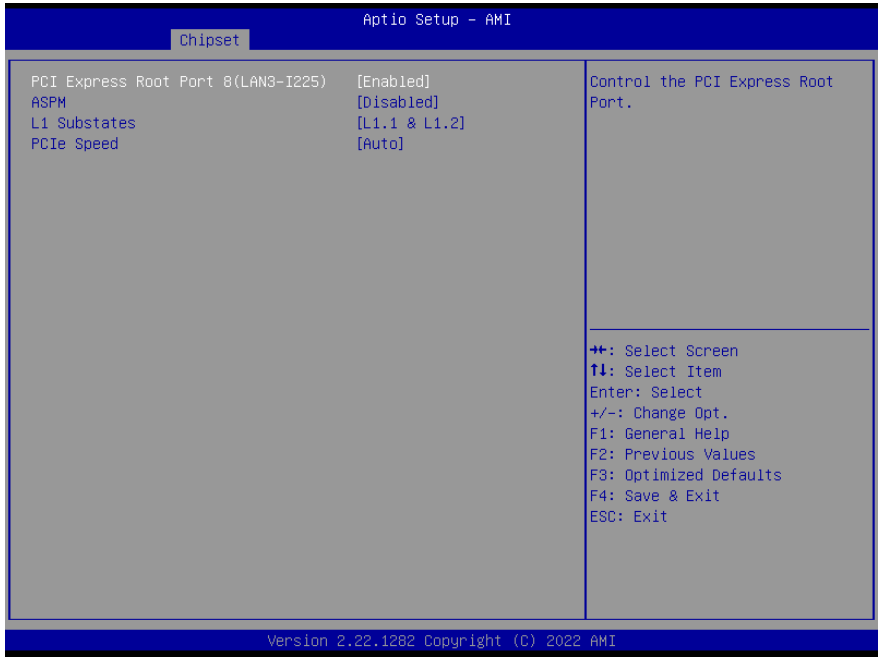 Aptio Setup – AMI
Chipset
PCI Express Root Port 8(LAN3-I225) [Enabled]
ASPM [Disabled]
L1 Substates [L1.1 & L1.2]
PCIe Speed [Auto]
Control the PCI Express Root
Port.
→←: Select Screen
↑↓: Select Item
Enter: Select
+/-: Change Opt.
F1: General Help
F2: Previous Values
F3: Optimized Defaults
F4: Save & Exit
ESC: Exit
Version 2.22.1282 Copyright (C) 2022 AMI